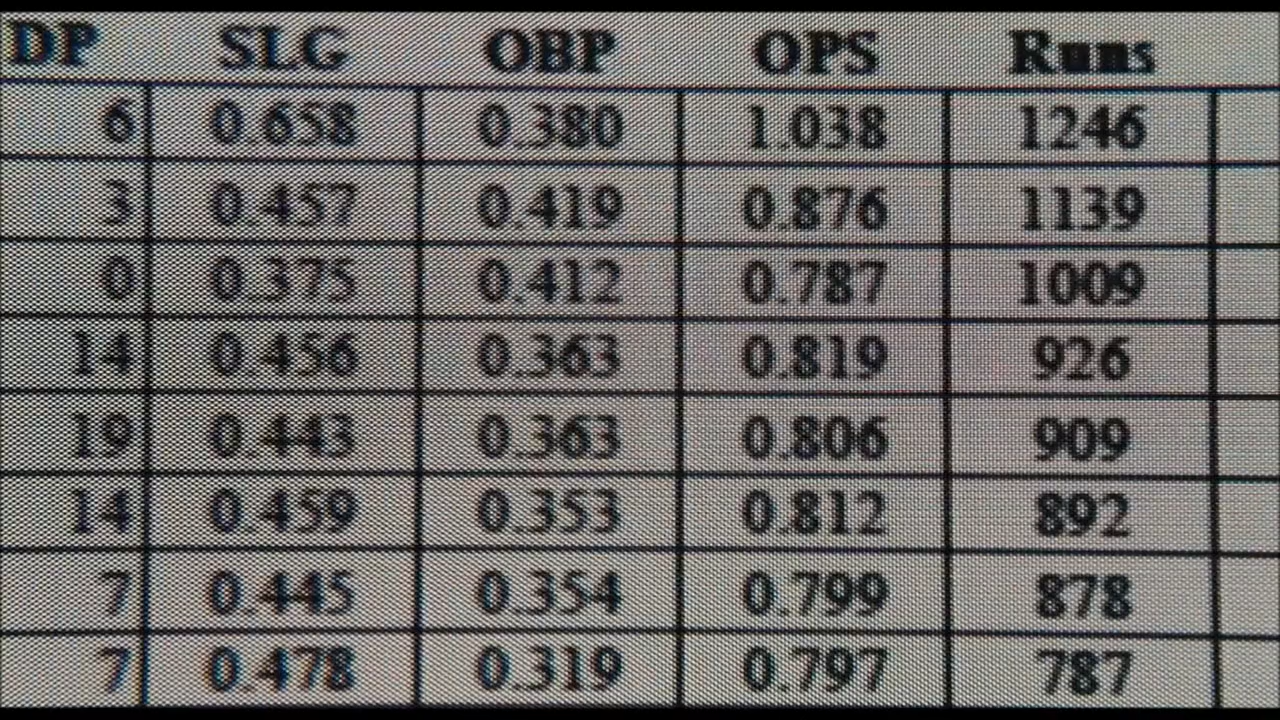 DP SLG OBP OPS Runs
6 0.658 0.380 1.038 1246
3 0.457 0.419 0.876 1139
0 0.375 0.412 0.787 1009
14 0.456 0.363 0.819 926
19 0.443 0.363 0.806 909
14 0.459 0.353 0.812 892
7 0.445 0.354 0.799 878
7 0.478 0.319 0.797 787